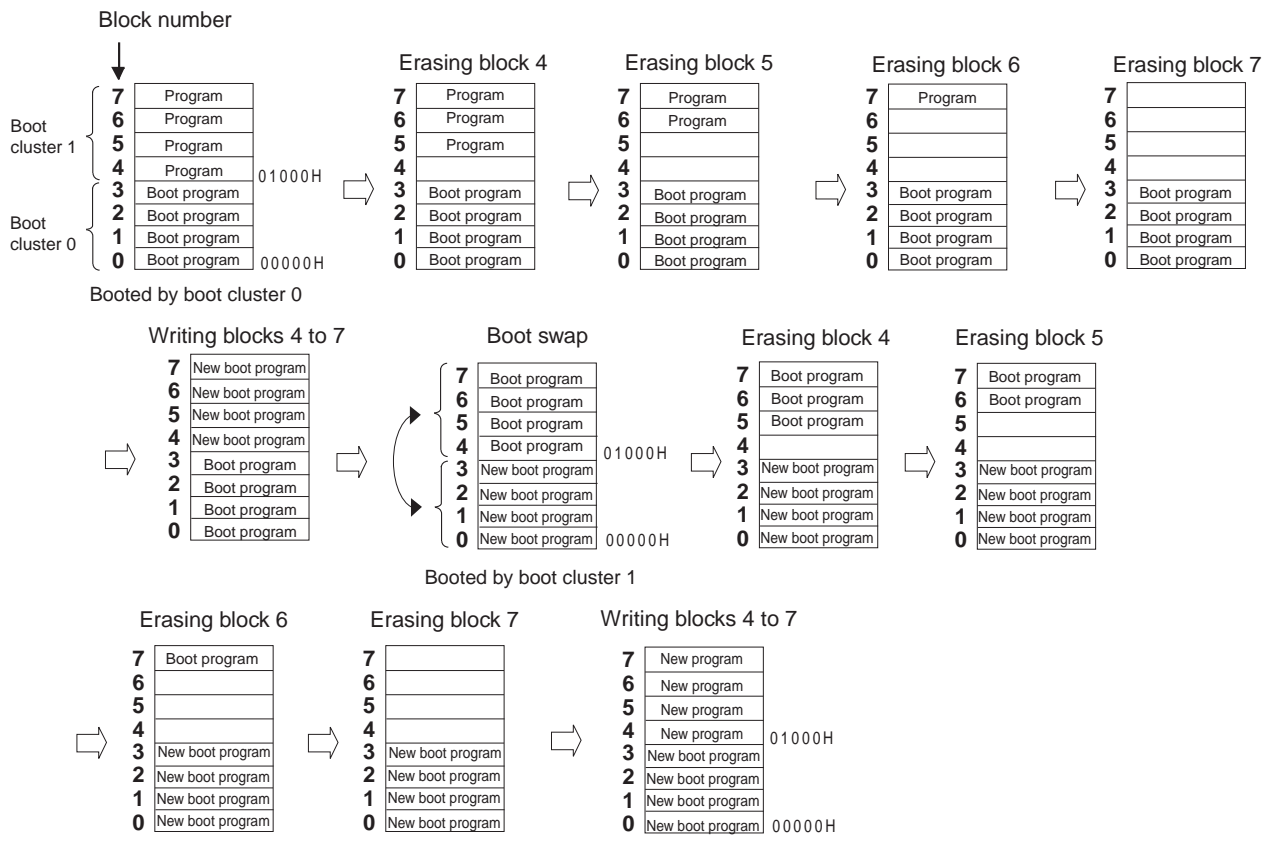 Block number
Erasing block 4
Erasing block 5
Erasing block 6
Erasing block 7
Boot
cluster 1
Boot
cluster 0
7 Program
6 Program
5 Program
4 Program
01000H
3 Boot program
2 Boot program
1 Boot program
0 Boot program
00000H
Booted by boot cluster 0
7 Program
6 Program
5 Program
4
3 Boot program
2 Boot program
1 Boot program
0 Boot program
7 Program
6 Program
5
4
3 Boot program
2 Boot program
1 Boot program
0 Boot program
7 Program
6
5
4
3 Boot program
2 Boot program
1 Boot program
0 Boot program
7
6
5
4
3 Boot program
2 Boot program
1 Boot program
0 Boot program
Writing blocks 4 to 7
7 New boot program
6 New boot program
5 New boot program
4 New boot program
3 Boot program
2 Boot program
1 Boot program
0 Boot program
Boot swap
7 Boot program
6 Boot program
5 Boot program
4 Boot program
01000H
3 New boot program
2 New boot program
1 New boot program
0 New boot program
00000H
Booted by boot cluster 1
Erasing block 4
7 Boot program
6 Boot program
5 Boot program
4
3 New boot program
2 New boot program
1 New boot program
0 New boot program
Erasing block 5
7 Boot program
6 Boot program
5
4
3 New boot program
2 New boot program
1 New boot program
0 New boot program
Erasing block 6
7 Boot program
6
5
4
3 New boot program
2 New boot program
1 New boot program
0 New boot program
Erasing block 7
7
6
5
4
3 New boot program
2 New boot program
1 New boot program
0 New boot program
Writing blocks 4 to 7
7 New program
6 New program
5 New program
4 New program
01000H
3 New boot program
2 New boot program
1 New boot program
0 New boot program
00000H